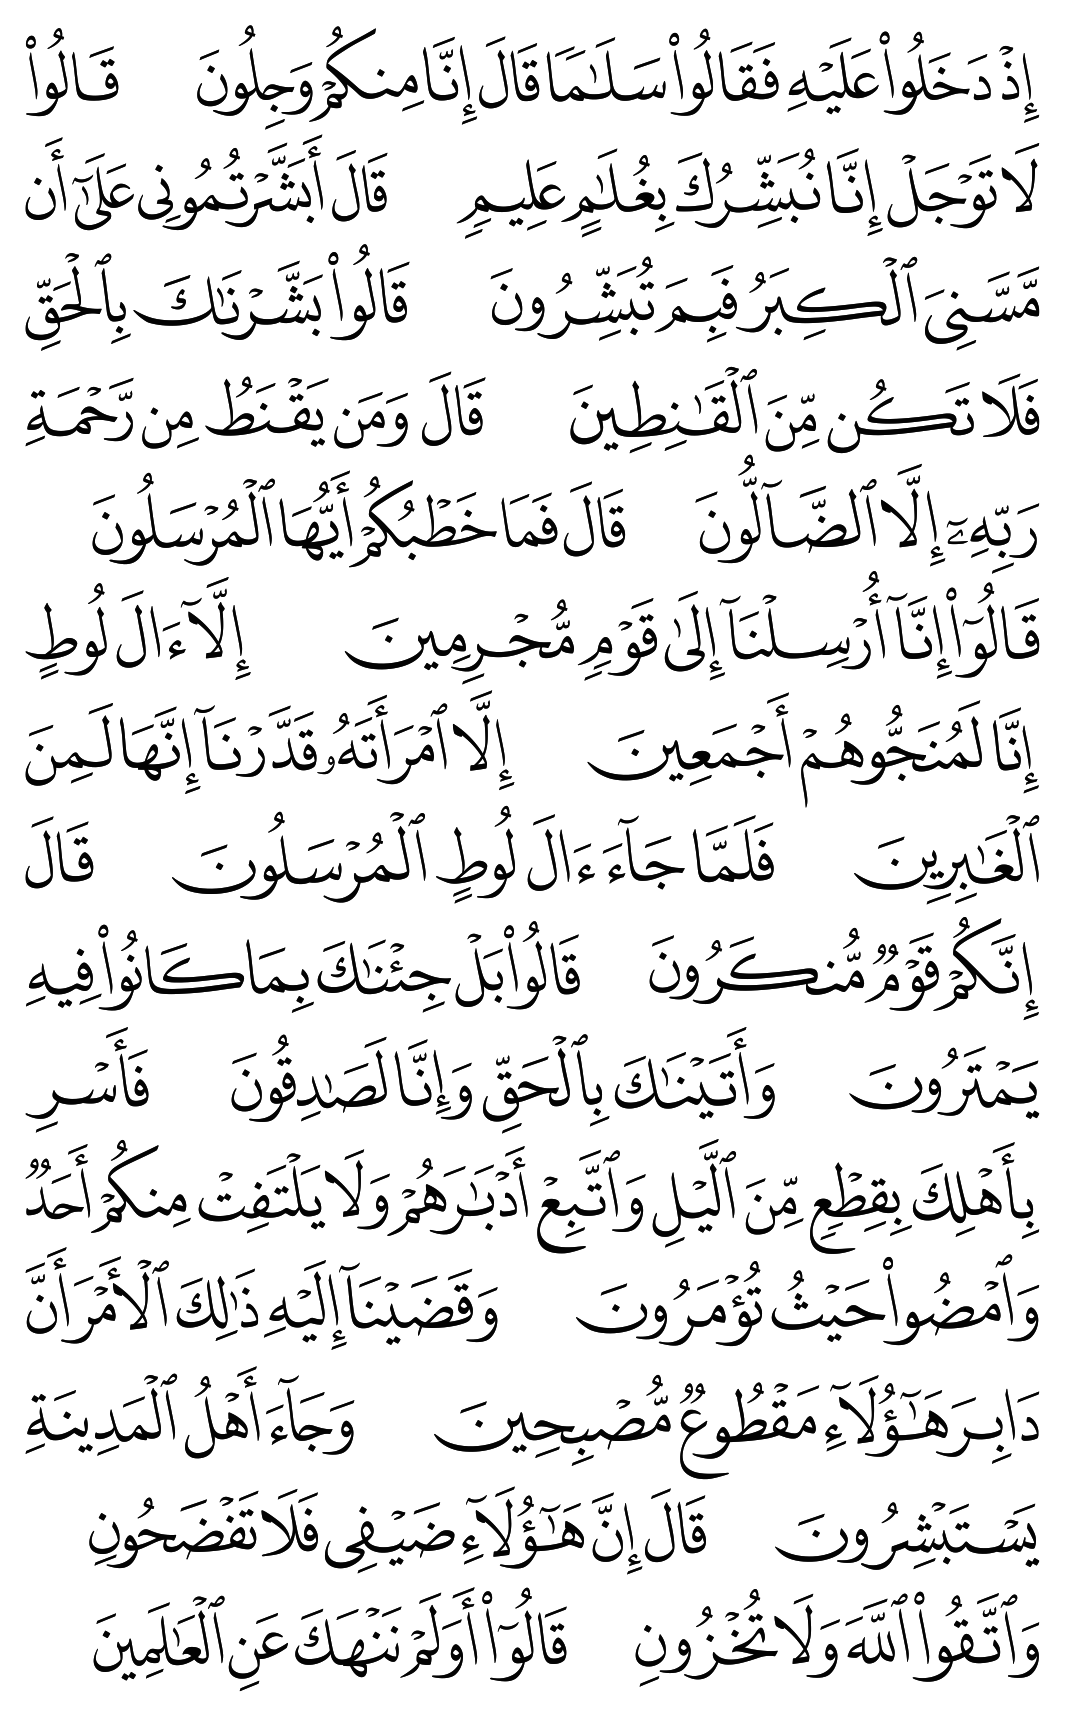 إِذۡ دَخَلُواْ عَلَيۡهِ فَقَالُواْ سَلَٰمٗا قَالَ إِنَّا مِنكُمۡ وَجِلُونَ قَالُواْ
لَا تَوۡجَلۡ إِنَّا نُبَشِّرُكَ بِغُلَٰمٍ عَلِيمٖ قَالَ أَبَشَّرۡتُمُونِي عَلَىٰٓ أَن
مَّسَّنِيَ ٱلۡكِبَرُ فَبِمَ تُبَشِّرُونَ قَالُواْ بَشَّرۡنَٰكَ بِٱلۡحَقِّ
فَلَا تَكُن مِّنَ ٱلۡقَٰنِطِينَ قَالَ وَمَن يَقۡنَطُ مِن رَّحۡمَةِ
رَبِّهِۦٓ إِلَّا ٱلضَّآلُّونَ قَالَ فَمَا خَطۡبُكُمۡ أَيُّهَا ٱلۡمُرۡسَلُونَ
قَالُوٓاْ إِنَّآ أُرۡسِلۡنَآ إِلَىٰ قَوۡمٖ مُّجۡرِمِينَ إِلَّآ ءَالَ لُوطٍ
إِنَّا لَمُنَجُّوهُمۡ أَجۡمَعِينَ إِلَّا ٱمۡرَأَتَهُۥ قَدَّرۡنَآ إِنَّهَا لَمِنَ
ٱلۡغَٰبِرِينَ فَلَمَّا جَآءَ ءَالَ لُوطٍ ٱلۡمُرۡسَلُونَ قَالَ
إِنَّكُمۡ قَوۡمٞ مُّنكَرُونَ قَالُواْ بَلۡ جِئۡنَٰكَ بِمَا كَانُواْ فِيهِ
يَمۡتَرُونَ وَأَتَيۡنَٰكَ بِٱلۡحَقِّ وَإِنَّا لَصَٰدِقُونَ فَأَسۡرِ
بِأَهۡلِكَ بِقِطۡعٖ مِّنَ ٱلَّيۡلِ وَٱتَّبِعۡ أَدۡبَٰرَهُمۡ وَلَا يَلۡتَفِتۡ مِنكُمۡ أَحَدٞ
وَٱمۡضُواْ حَيۡثُ تُؤۡمَرُونَ وَقَضَيۡنَآ إِلَيۡهِ ذَٰلِكَ ٱلۡأَمۡرَ أَنَّ
دَابِرَ هَٰٓؤُلَآءِ مَقۡطُوعٞ مُّصۡبِحِينَ وَجَآءَ أَهۡلُ ٱلۡمَدِينَةِ
يَسۡتَبۡشِرُونَ قَالَ إِنَّ هَٰٓؤُلَآءِ ضَيۡفِي فَلَا تَفۡضَحُونِ
وَٱتَّقُواْ ٱللَّهَ وَلَا تُخۡزُونِ قَالُوٓاْ أَوَلَمۡ نَنۡهَكَ عَنِ ٱلۡعَٰلَمِينَ